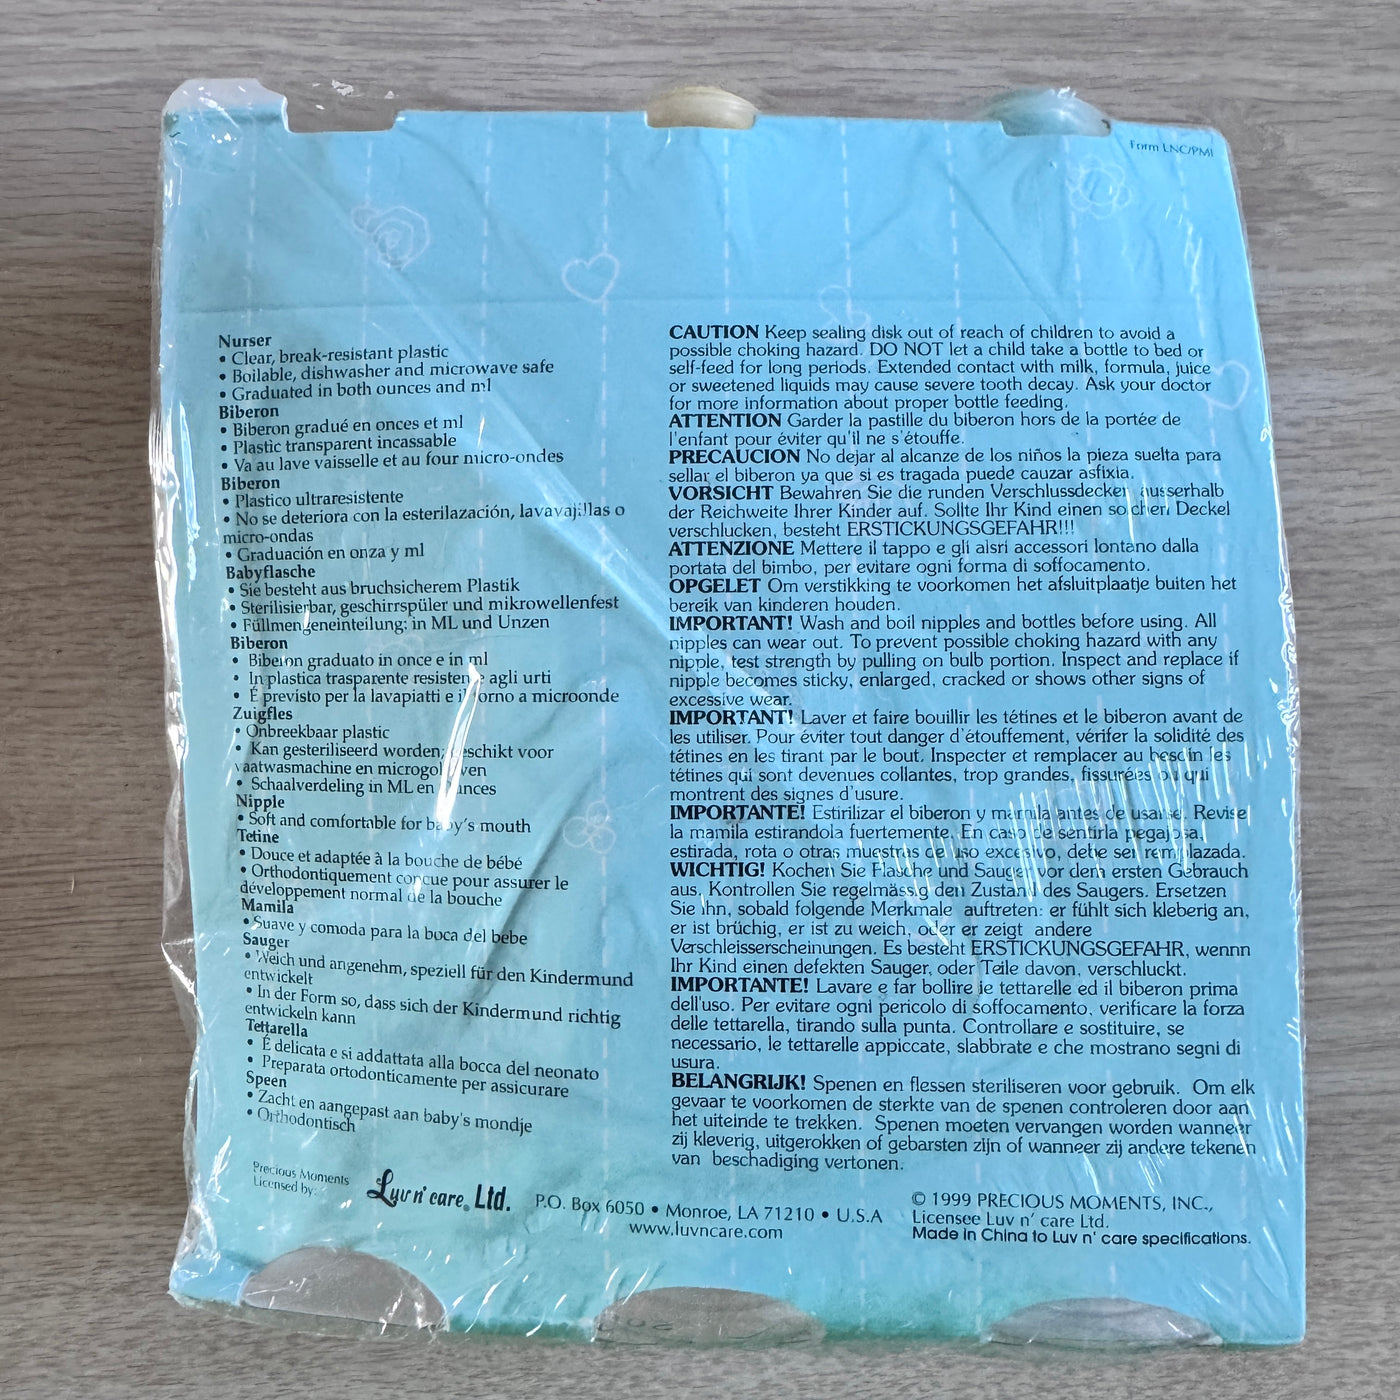 Form LNC/PMI
Nurser
• Clear, break-resistant plastic
• Boilable, dishwasher and microwave safe
• Graduated in both ounces and ml
Biberon
• Biberon gradué en onces et ml
• Plastic transparent incassable
• Va au lave vaisselle et au four micro-ondes
Biberon
• Plastico ultraresistente
• No se deteriora con la esterilazación, lavavajillas o
micro-ondas
• Graduación en onza y ml
Babyflasche
• Sie besteht aus bruchsicherem Plastik
• Sterilisierbar, geschirrspüler und mikrowellenfest
• Füllmengeneinteilung: in ML und Unzen
Biberon
• Biberon graduato in once e in ml
• In plastica trasparente resistente agli urti
• É previsto per la lavapiatti e il forno a microonde
Zuigfles
• Onbreekbaar plastic
• Kan gesteriliseerd worden; geschikt voor
vaatwasmachine en microgolfoven
• Schaalverdeling in ML en ounces
Nipple
• Soft and comfortable for baby's mouth
Tetine
• Douce et adaptée à la bouche de bébé
• Orthodontiquement conçue pour assurer le
développement normal de la bouche
Mamila
• Suave y comoda para la boca del bebe
Sauger
• Weich und angenehm, speziell für den Kindermund
entwickelt
• In der Form so, dass sich der Kindermund richtig
entwickeln kann
Tettarella
• É delicata e si addattata alla bocca del neonato
• Preparata ortodonticamente per assicurare
Speen
• Zacht en aangepast aan baby's mondje
• Orthodontisch
CAUTION Keep sealing disk out of reach of children to avoid a
possible choking hazard. DO NOT let a child take a bottle to bed or
self-feed for long periods. Extended contact with milk, formula, juice
or sweetened liquids may cause severe tooth decay. Ask your doctor
for more information about proper bottle feeding.
ATTENTION Garder la pastille du biberon hors de la portée de
l'enfant pour éviter qu'il ne s'étouffe.
PRECAUCION No dejar al alcanze de los niños la pieza suelta para
sellar el biberon ya que si es tragada puede cauzar asfixia.
VORSICHT Bewahren Sie die runden Verschlussdecken ausserhalb
der Reichweite Ihrer Kinder auf. Sollte Ihr Kind einen solchen Deckel
verschlucken, besteht ERSTICKUNGSGEFAHR!!!
ATTENZIONE Mettere il tappo e gli alsri accessori lontano dalla
portata del bimbo, per evitare ogni forma di soffocamento.
OPGELET Om verstikking te voorkomen het afsluitplaatje buiten het
bereik van kinderen houden.
IMPORTANT! Wash and boil nipples and bottles before using. All
nipples can wear out. To prevent possible choking hazard with any
nipple, test strength by pulling on bulb portion. Inspect and replace if
nipple becomes sticky, enlarged, cracked or shows other signs of
excessive wear.
IMPORTANT! Laver et faire bouillir les tétines et le biberon avant de
les utiliser. Pour éviter tout danger d'étouffement, vérifer la solidité des
tétines en les tirant par le bout. Inspecter et remplacer au besoin les
tétines qui sont devenues collantes, trop grandes, fissurées ou qui
montrent des signes d'usure.
IMPORTANTE! Estirilizar el biberon y mamila antes de usarse. Revise
la mamila estirandola fuertemente. En caso de sentirla pegajosa,
estirada, rota o otras muestras de uso excesivo, debe ser remplazada.
WICHTIG! Kochen Sie Flasche und Sauger vor dem ersten Gebrauch
aus. Kontrollen Sie regelmässig den Zustand des Saugers. Ersetzen
Sie ihn, sobald folgende Merkmale auftreten: er fühlt sich kleberig an,
er ist brüchig, er ist zu weich, oder er zeigt andere
Verschleisserscheinungen. Es besteht ERSTICKUNGSGEFAHR, wennn
Ihr Kind einen defekten Sauger, oder Teile davon, verschluckt.
IMPORTANTE! Lavare e far bollire le tettarelle ed il biberon prima
dell'uso. Per evitare ogni pericolo di soffocamento, verificare la forza
delle tettarella, tirando sulla punta. Controllare e sostituire, se
necessario, le tettarelle appiccate, slabbrate e che mostrano segni di
usura.
BELANGRIJK! Spenen en flessen steriliseren voor gebruik. Om elk
gevaar te voorkomen de sterkte van de spenen controleren door aan
het uiteinde te trekken. Spenen moeten vervangen worden wanneer
zij kleverig, uitgerokken of gebarsten zijn of wanneer zij andere tekenen
van beschadiging vertonen.
Precious Moments
Licensed by:
Luv n' care, Ltd.
P.O. Box 6050 • Monroe, LA 71210 • U.S.A
www.luvncare.com
© 1999 PRECIOUS MOMENTS, INC.,
Licensee Luv n' care Ltd.
Made in China to Luv n' care specifications.